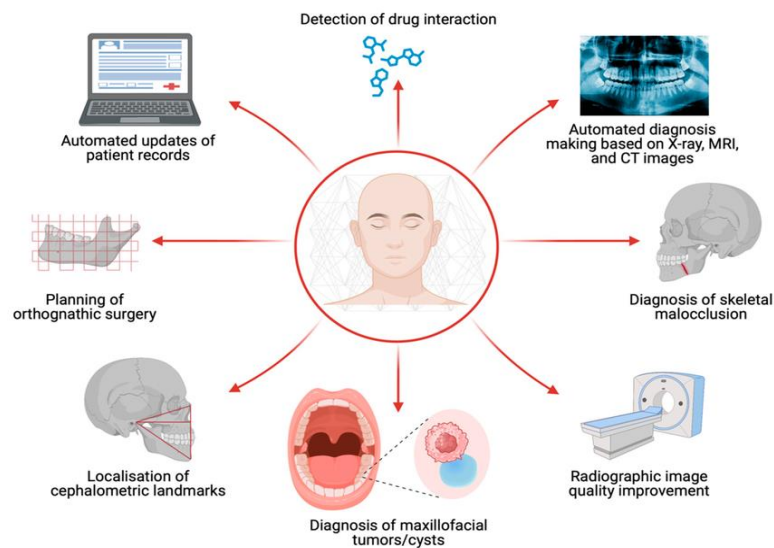 Detection of drug interaction
Automated updates of
patient records
Automated diagnosis
making based on X-ray, MRI,
and CT images
Planning of
orthognathic surgery
Diagnosis of skeletal
malocclusion
Localisation of
cephalometric landmarks
Diagnosis of maxillofacial
tumors/cysts
Radiographic image
quality improvement